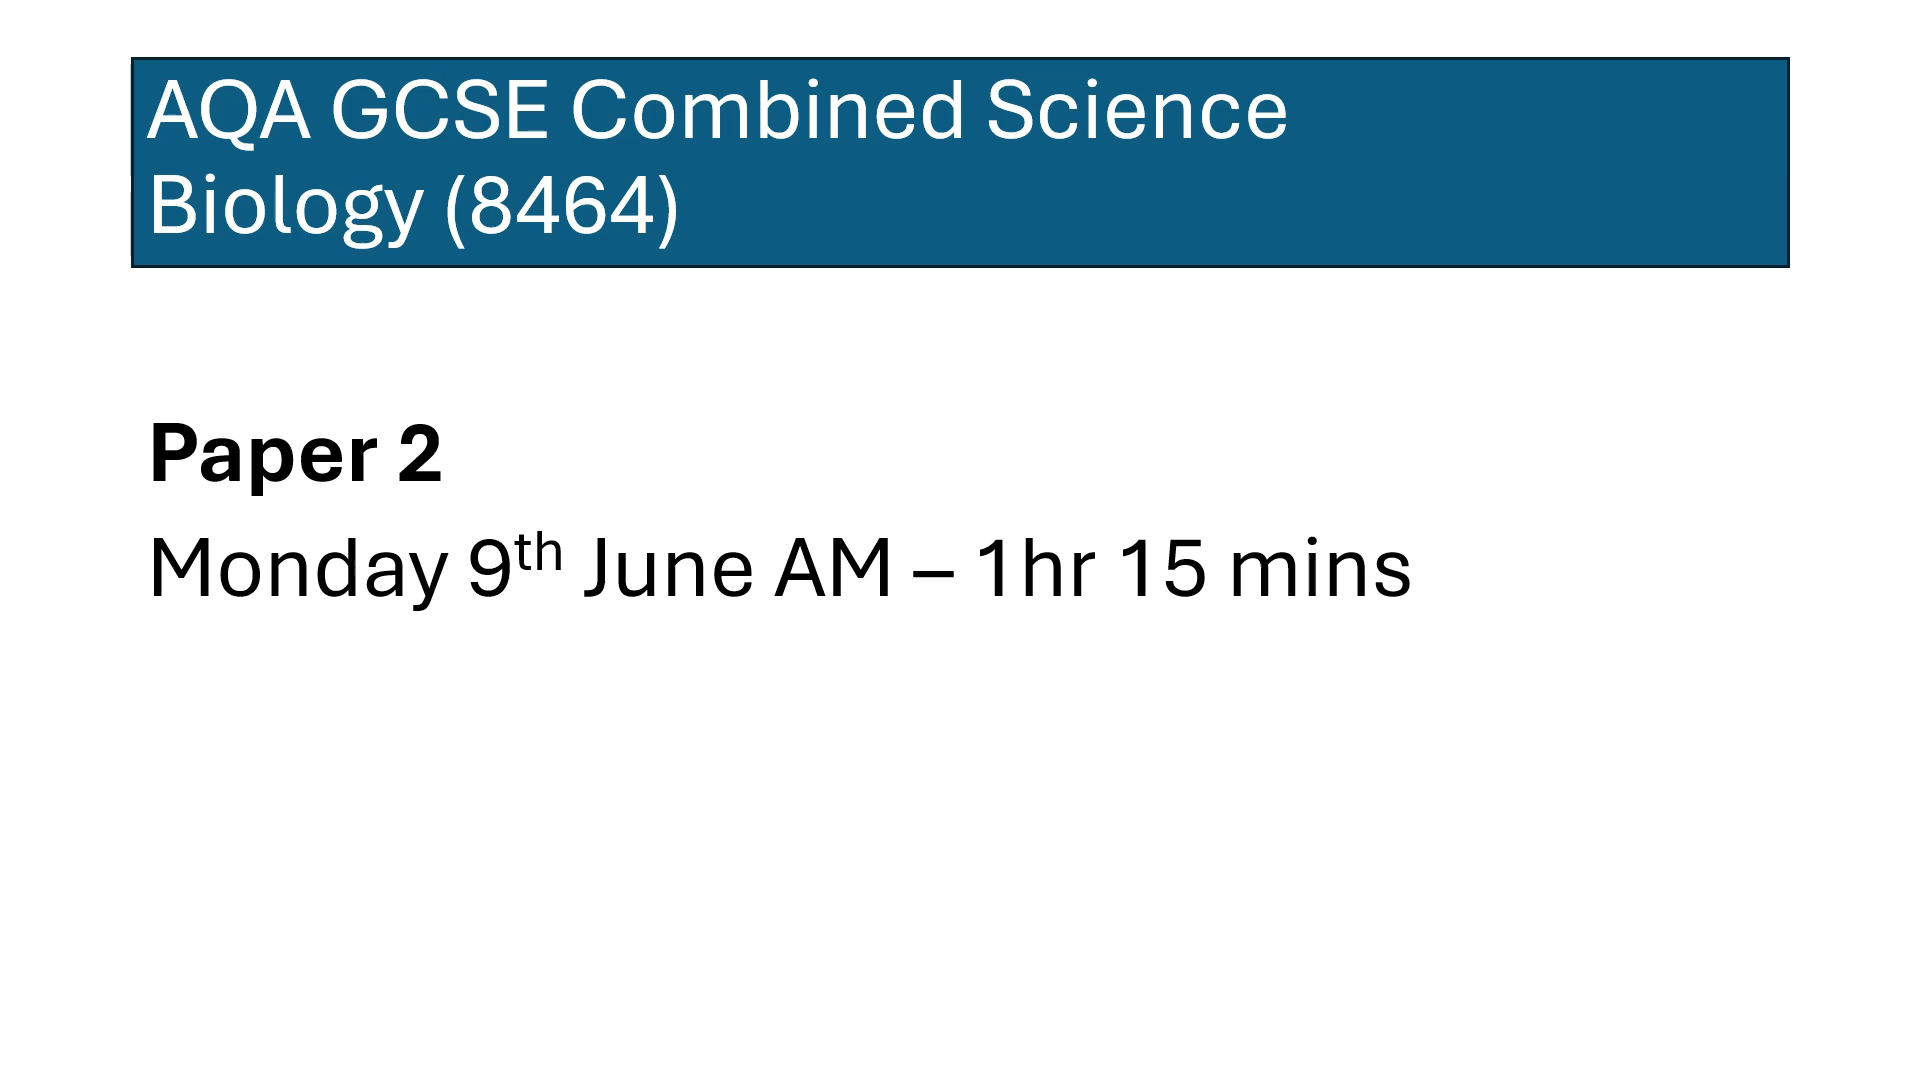 AQA GCSE Combined Science
Biology (8464)
Paper 2
Monday 9th June AM – 1hr 15 mins